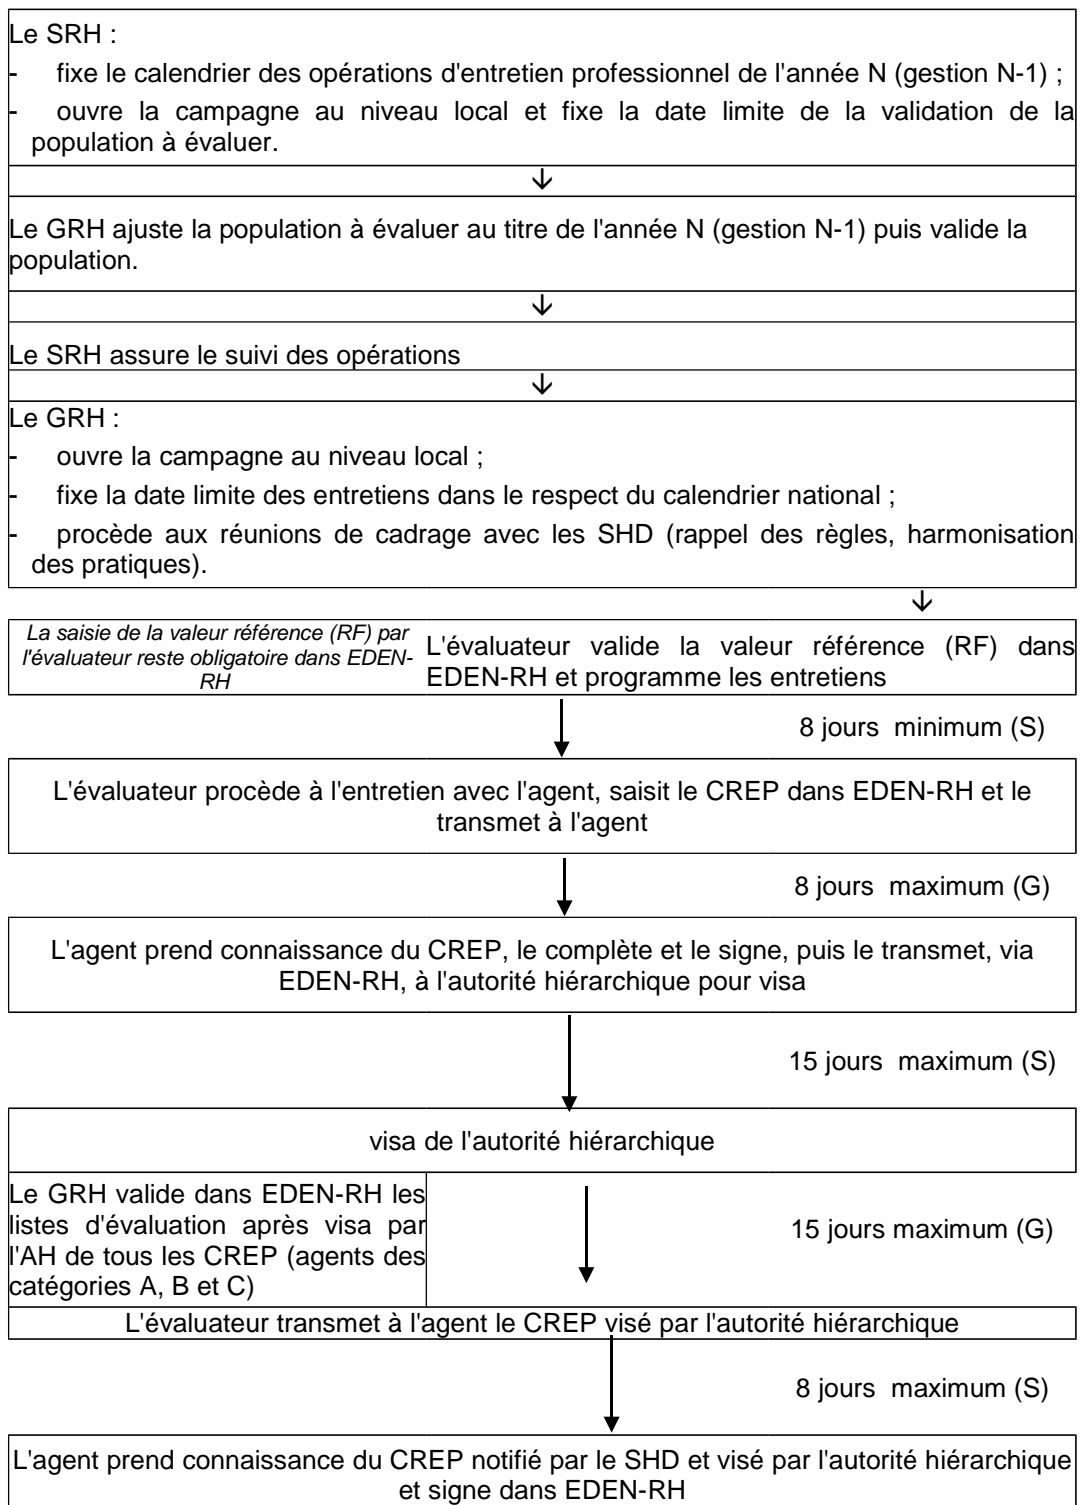 Le SRH :
- fixe le calendrier des opérations d'entretien professionnel de l'année N (gestion N-1) ;
- ouvre la campagne au niveau local et fixe la date limite de la validation de la
population à évaluer.
↓
Le GRH ajuste la population à évaluer au titre de l'année N (gestion N-1) puis valide la
population.
↓
Le SRH assure le suivi des opérations
↓
Le GRH :
- ouvre la campagne au niveau local ;
- fixe la date limite des entretiens dans le respect du calendrier national ;
- procède aux réunions de cadrage avec les SHD (rappel des règles, harmonisation
des pratiques).
↓
La saisie de la valeur référence (RF) par
l'évaluateur reste obligatoire dans EDEN-
RH
L'évaluateur valide la valeur référence (RF) dans
EDEN-RH et programme les entretiens
8 jours minimum (S)
L'évaluateur procède à l'entretien avec l'agent, saisit le CREP dans EDEN-RH et le
transmet à l'agent
8 jours maximum (G)
L'agent prend connaissance du CREP, le complète et le signe, puis le transmet, via
EDEN-RH, à l'autorité hiérarchique pour visa
15 jours maximum (S)
visa de l'autorité hiérarchique
Le GRH valide dans EDEN-RH les
listes d'évaluation après visa par
l'AH de tous les CREP (agents des
catégories A, B et C)
15 jours maximum (G)
L'évaluateur transmet à l'agent le CREP visé par l'autorité hiérarchique
8 jours maximum (S)
L'agent prend connaissance du CREP notifié par le SHD et visé par l'autorité hiérarchique
et signe dans EDEN-RH